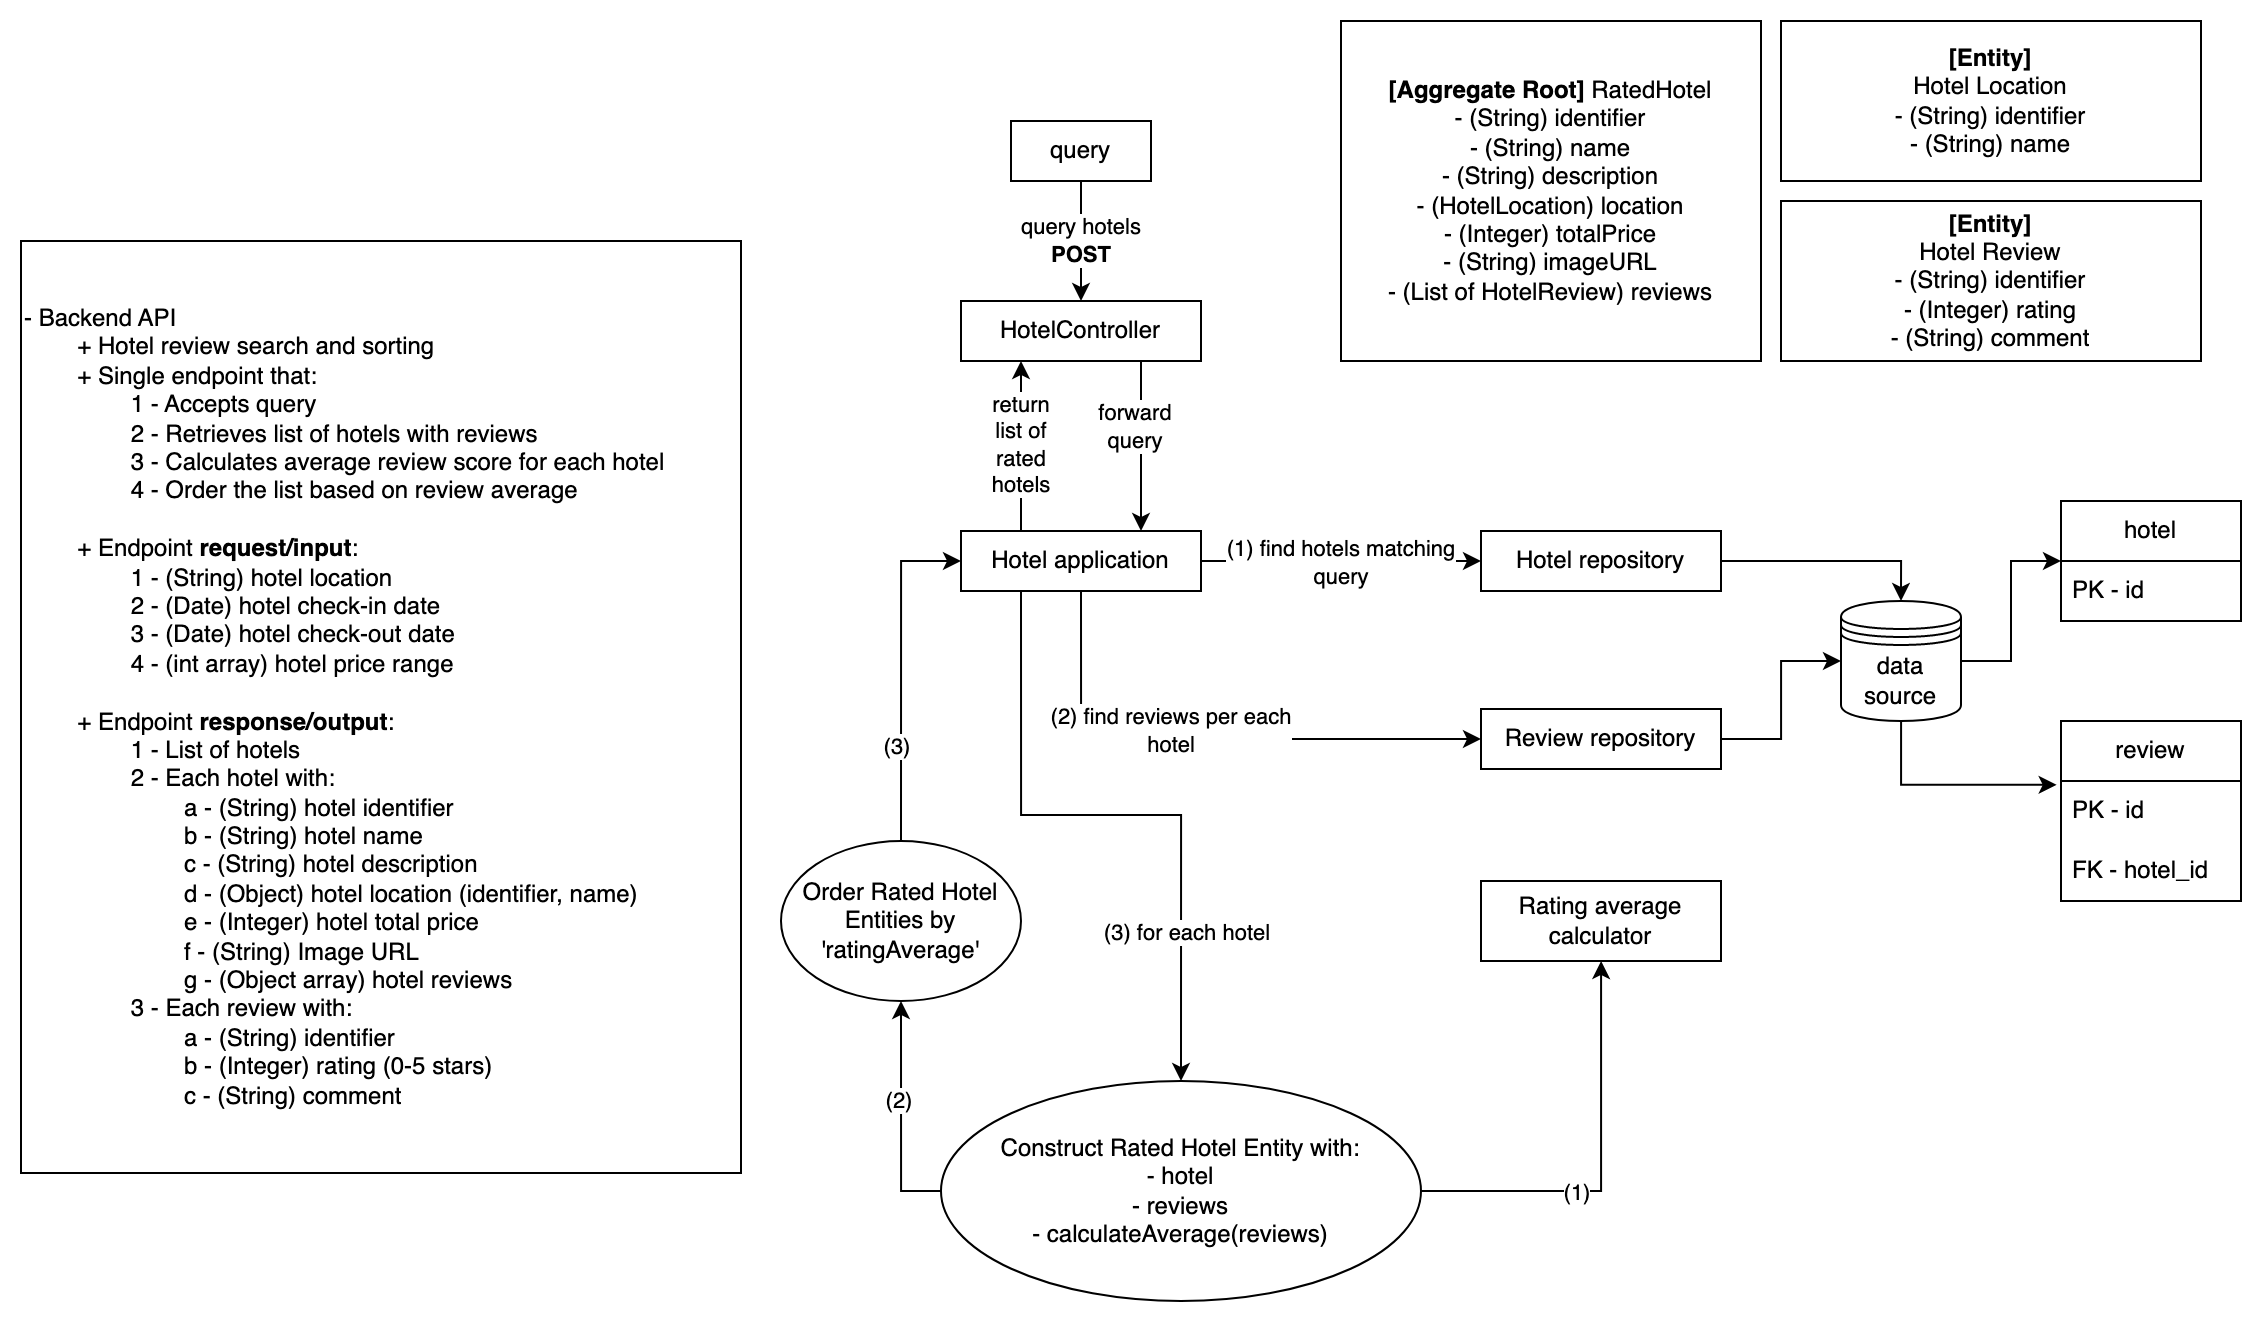 - Backend API
+ Hotel review search and sorting
+ Single endpoint that:
1 - Accepts query
2 - Retrieves list of hotels with reviews
3 - Calculates average review score for each hotel
4 - Order the list based on review average
+ Endpoint request/input:
1 - (String) hotel location
2 - (Date) hotel check-in date
3 - (Date) hotel check-out date
4 - (int array) hotel price range
+ Endpoint response/output:
1 - List of hotels
2 - Each hotel with:
a - (String) hotel identifier
b - (String) hotel name
c - (String) hotel description
d - (Object) hotel location (identifier, name)
e - (Integer) hotel total price
f - (String) Image URL
g - (Object array) hotel reviews
3 - Each review with:
a - (String) identifier
b - (Integer) rating (0-5 stars)
c - (String) comment
query
query hotels
POST
HotelController
return
list of
rated
hotels
forward
query
Hotel application
(1) find hotels matching
query
Hotel repository
(2) find reviews per each
hotel
Review repository
data
source
hotel
PK - id
review
PK - id
FK - hotel_id
(3)
Order Rated Hotel
Entities by
'ratingAverage'
(3) for each hotel
Rating average
calculator
(2)
Construct Rated Hotel Entity with:
- hotel
- reviews
- calculateAverage(reviews)
(1)
[Aggregate Root] RatedHotel
- (String) identifier
- (String) name
- (String) description
- (HotelLocation) location
- (Integer) totalPrice
- (String) imageURL
- (List of HotelReview) reviews
[Entity]
Hotel Location
- (String) identifier
- (String) name
[Entity]
Hotel Review
- (String) identifier
- (Integer) rating
- (String) comment